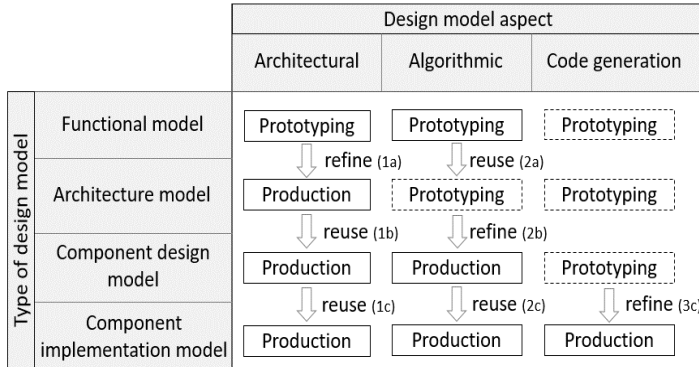 Design model aspect
Architectural Algorithmic Code generation
Type of design model
Functional model Prototyping Prototyping Prototyping
refine (1a) reuse (2a)
Architecture model Production Prototyping Prototyping
reuse (1b) refine (2b)
Component design
model Production Production Prototyping
reuse (1c) reuse (2c) refine (3c)
Component
implementation model Production Production Production